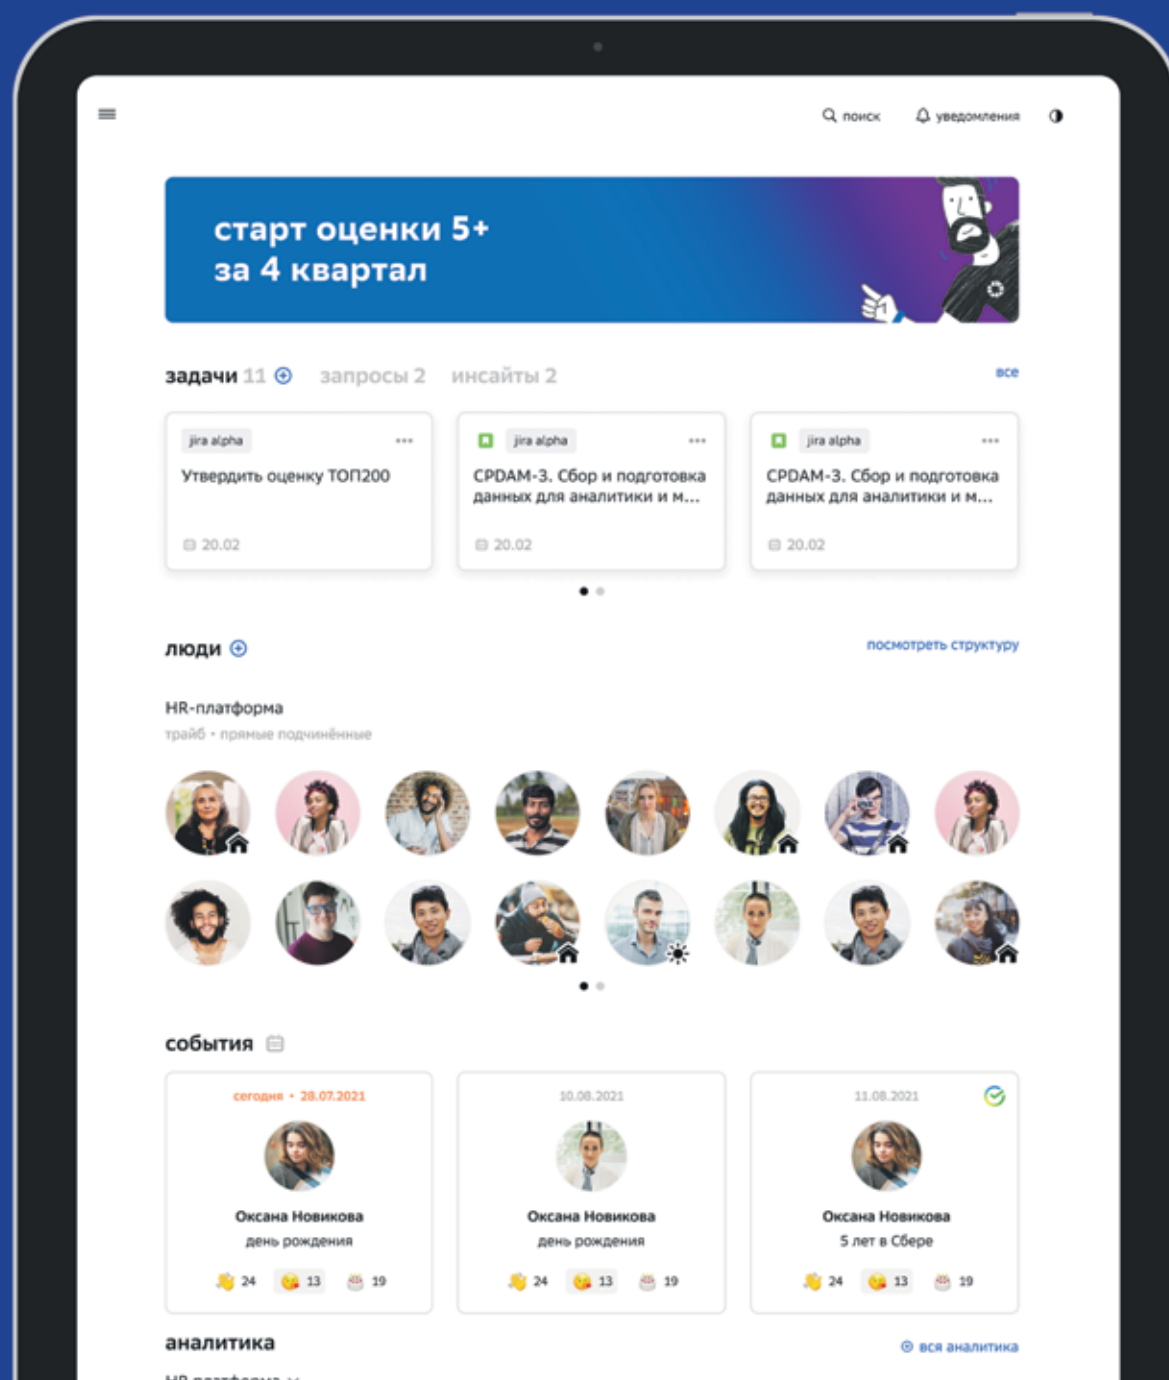 поиск
уведомления
старт оценки 5+
за 4 квартал
задачи 11
запросы 2
инсайты 2
все
jira alpha
Утвердить оценку ТОП200
20.02
jira alpha
CPDAM-3. Сбор и подготовка
данных для аналитики и м...
20.02
jira alpha
CPDAM-3. Сбор и подготовка
данных для аналитики и м...
20.02
люди
посмотреть структуру
HR-платформа
трайб • прямые подчинённые
события
сегодня • 28.07.2021
Оксана Новикова
день рождения
24 13 19
10.08.2021
Оксана Новикова
день рождения
24 13 19
11.08.2021
Оксана Новикова
5 лет в Сбере
24 13 19
аналитика
вся аналитика
HR-платформа